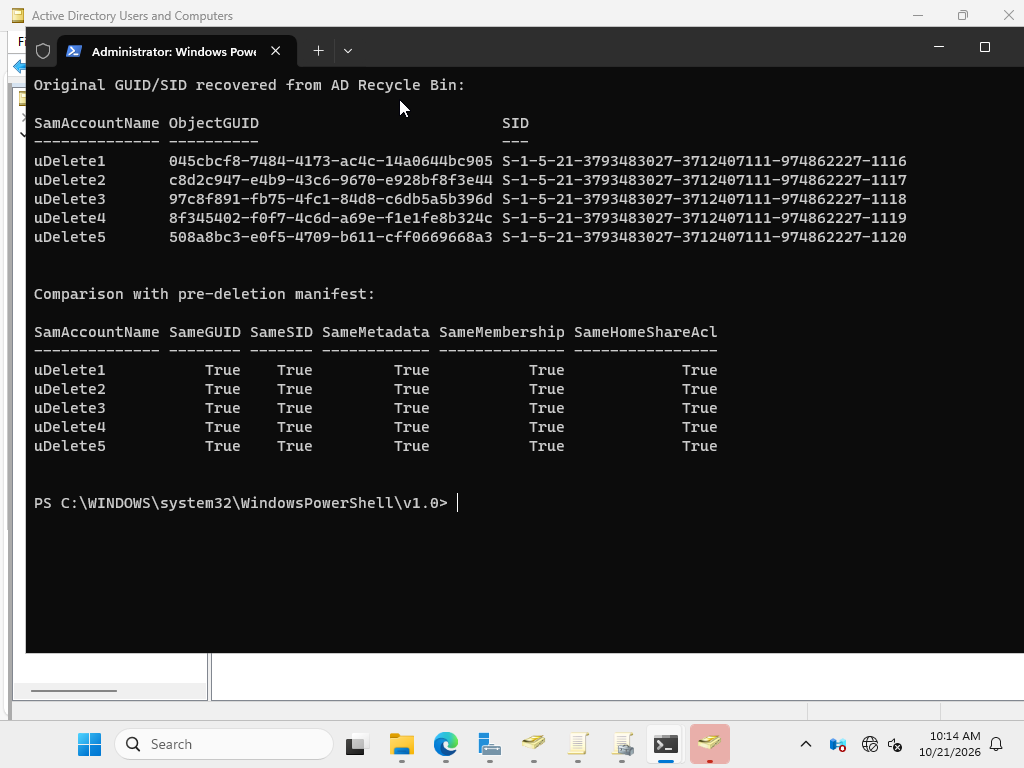 Active Directory Users and Computers
Administrator: Windows Powe
Original GUID/SID recovered from AD Recycle Bin:
SamAccountName ObjectGUID SID
-------------- ---------- ---
uDelete1 045cbcf8-7484-4173-ac4c-14a0644bc905 S-1-5-21-3793483027-3712407111-974862227-1116
uDelete2 c8d2c947-e4b9-43c6-9670-e928bf8f3e44 S-1-5-21-3793483027-3712407111-974862227-1117
uDelete3 97c8f891-fb75-4fc1-84d8-c6db5a5b396d S-1-5-21-3793483027-3712407111-974862227-1118
uDelete4 8f345402-f0f7-4c6d-a69e-f1e1fe8b324c S-1-5-21-3793483027-3712407111-974862227-1119
uDelete5 508a8bc3-e0f5-4709-b611-cff0669668a3 S-1-5-21-3793483027-3712407111-974862227-1120
Comparison with pre-deletion manifest:
SamAccountName SameGUID SameSID SameMetadata SameMembership SameHomeShareAcl
-------------- -------- ------- ------------ -------------- ----------------
uDelete1 True True True True True
uDelete2 True True True True True
uDelete3 True True True True True
uDelete4 True True True True True
uDelete5 True True True True True
PS C:\WINDOWS\system32\WindowsPowerShell\v1.0>
Search
10:14 AM
10/21/2026